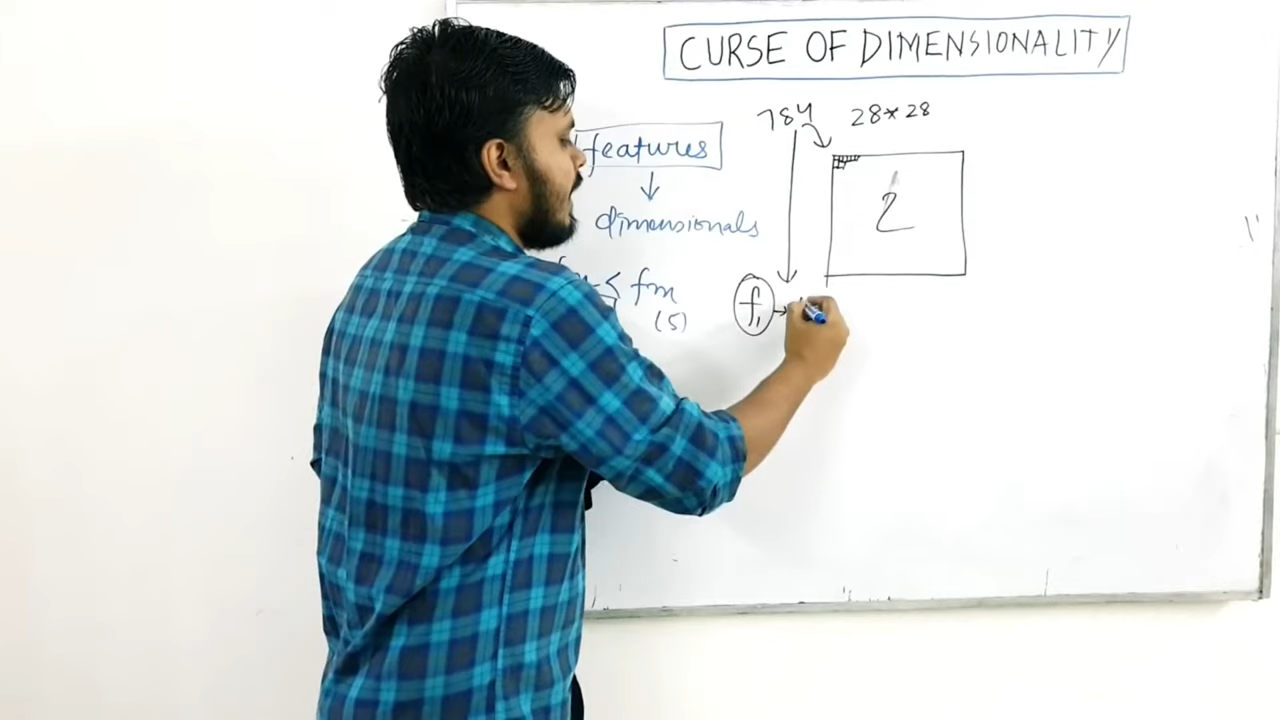 CURSE OF DIMENSIONALITY
features
dimensionals
fm
(5)
784 28*28
2
f1